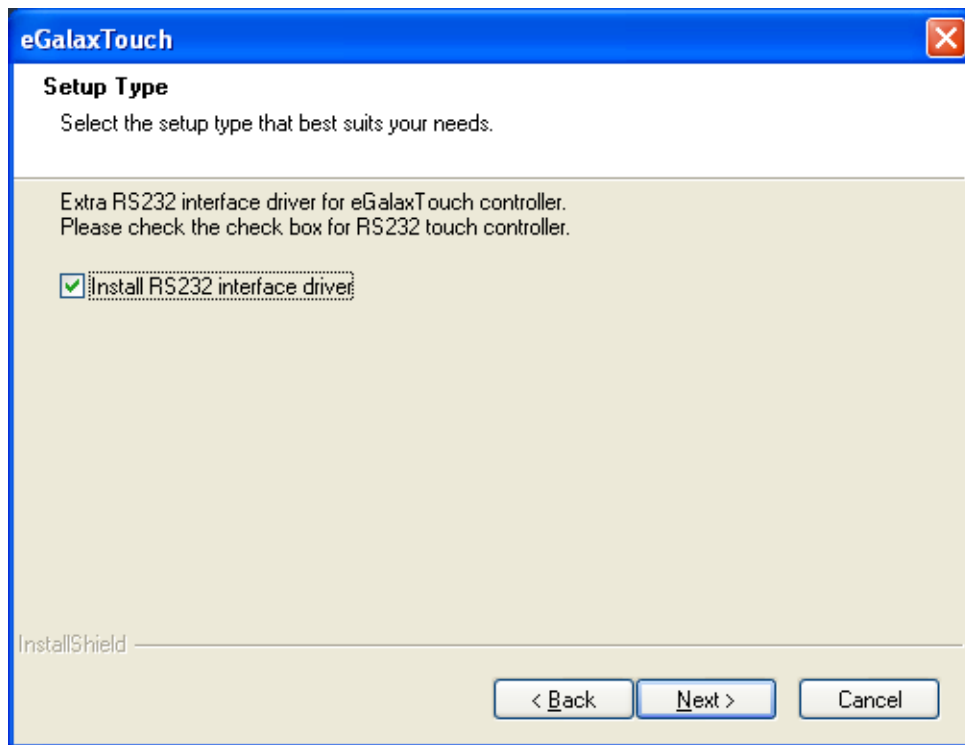 eGalaxTouch
Setup Type
Select the setup type that best suits your needs.
Extra RS232 interface driver for eGalaxTouch controller.
Please check the check box for RS232 touch controller.
Install RS232 interface driver
InstallShield
< Back Next > Cancel